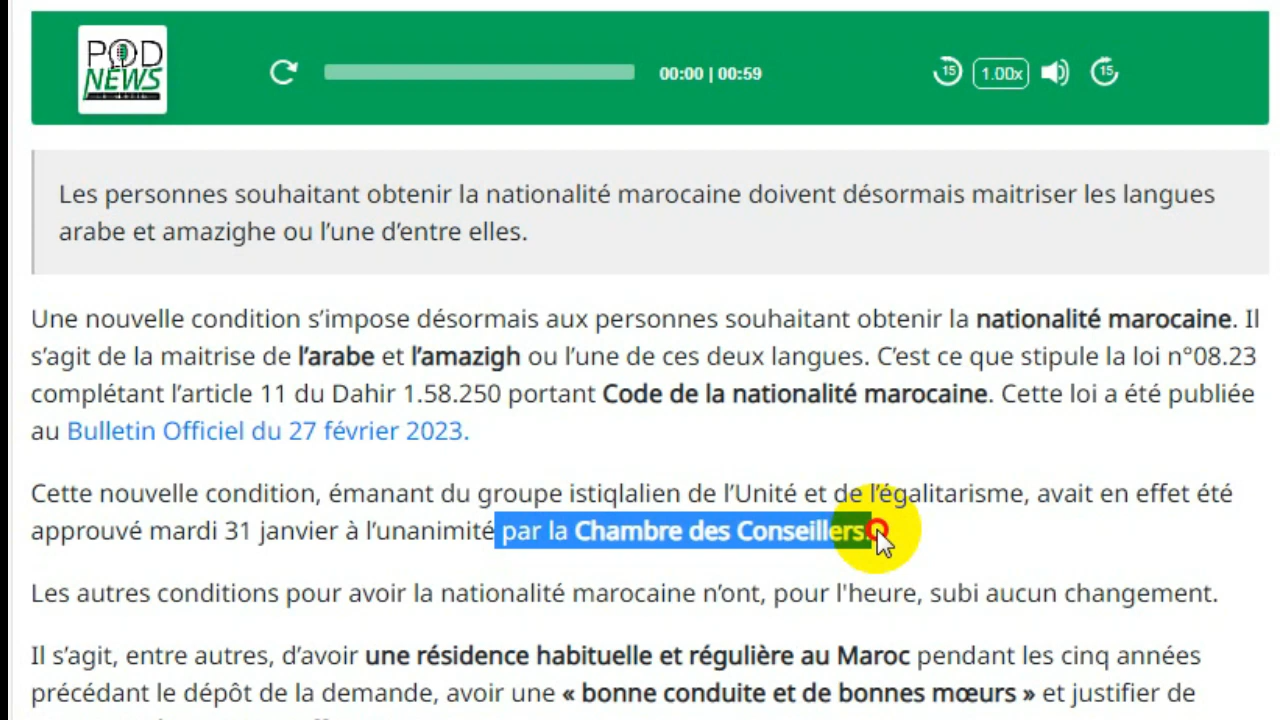 POD
NEWS
00:00 | 00:59
15
1.00x
15
Les personnes souhaitant obtenir la nationalité marocaine doivent désormais maitriser les langues
arabe et amazighe ou l’une d’entre elles.
Une nouvelle condition s’impose désormais aux personnes souhaitant obtenir la nationalité marocaine. Il
s’agit de la maitrise de l’arabe et l’amazigh ou l’une de ces deux langues. C’est ce que stipule la loi n°08.23
complétant l’article 11 du Dahir 1.58.250 portant Code de la nationalité marocaine. Cette loi a été publiée
au Bulletin Officiel du 27 février 2023.
Cette nouvelle condition, émanant du groupe istiqlalien de l’Unité et de l’égalitarisme, avait en effet été
approuvé mardi 31 janvier à l’unanimité par la Chambre des Conseillers.
Les autres conditions pour avoir la nationalité marocaine n’ont, pour l'heure, subi aucun changement.
Il s’agit, entre autres, d’avoir une résidence habituelle et régulière au Maroc pendant les cinq années
précédant le dépôt de la demande, avoir une « bonne conduite et de bonnes mœurs » et justifier de